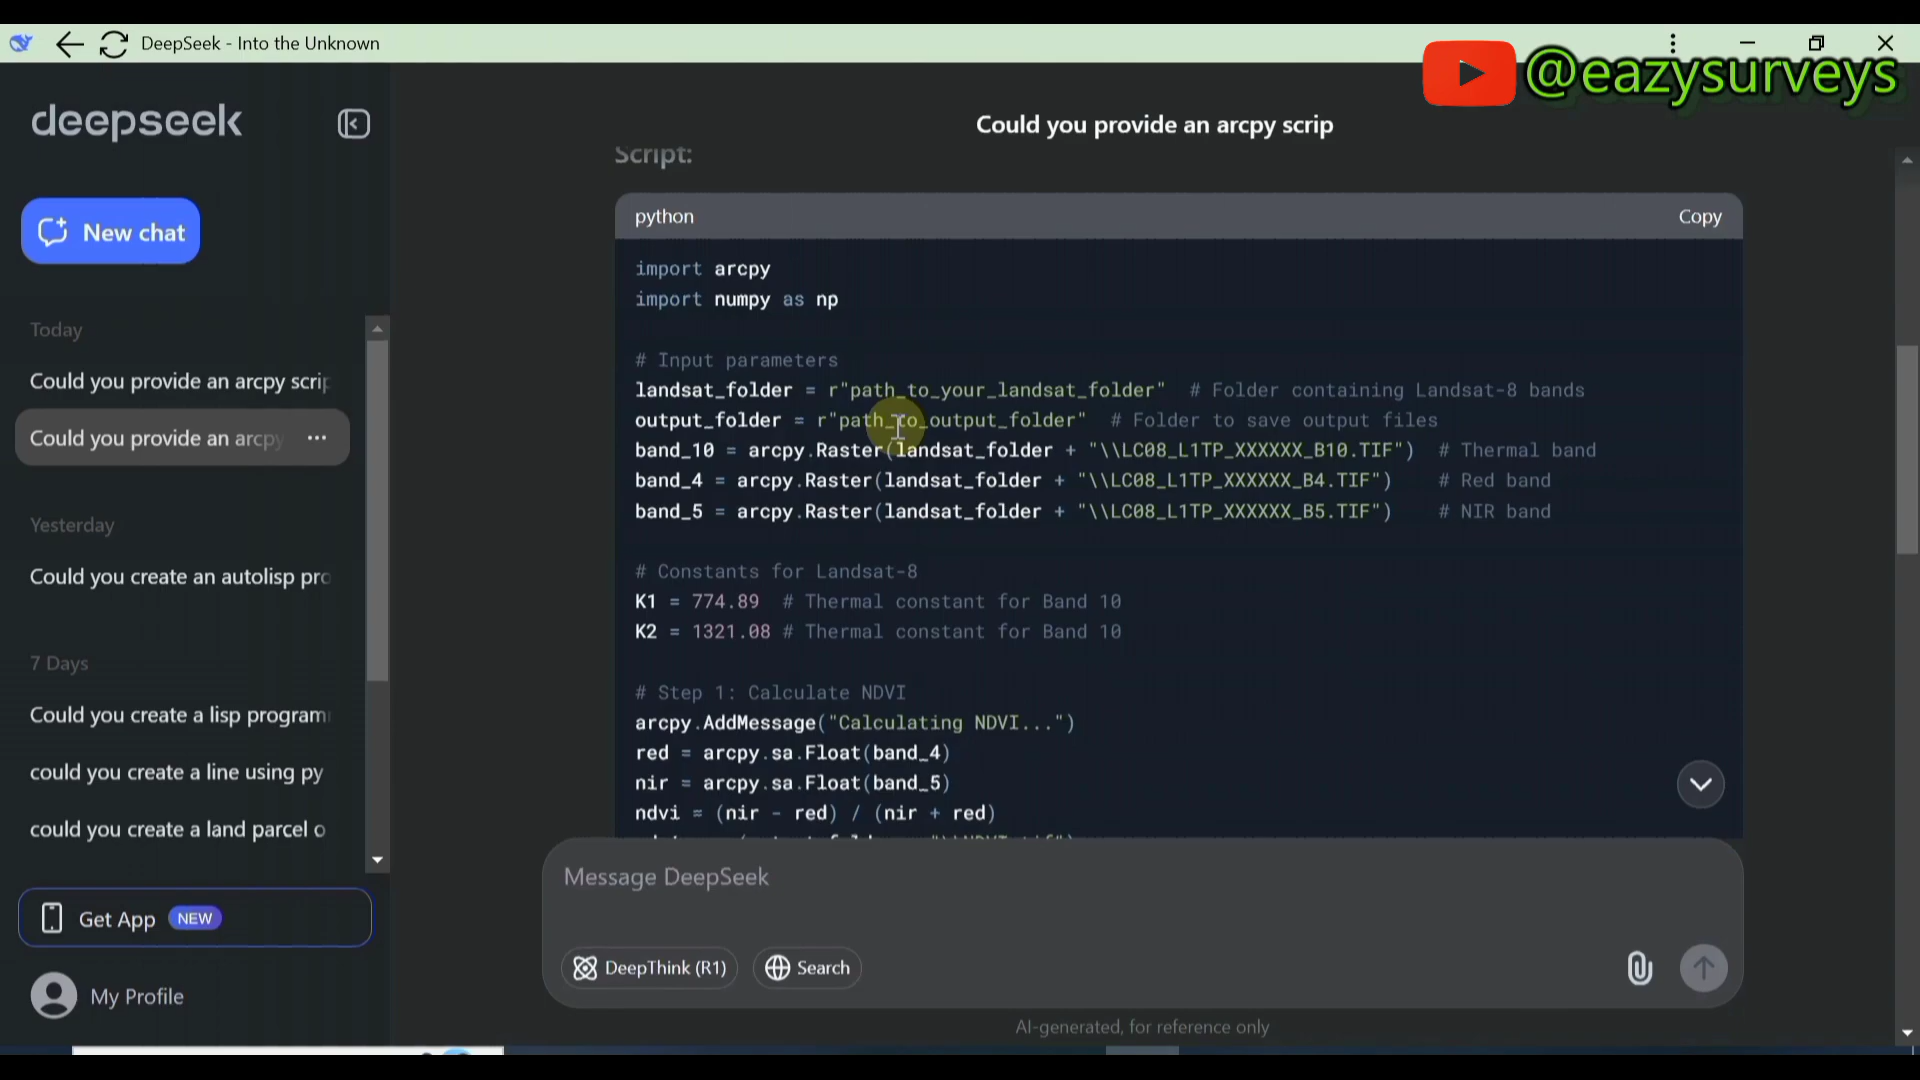 DeepSeek - Into the Unknown
@eazysurveys
deepseek
Could you provide an arcpy scrip
New chat
Today
Could you provide an arcpy scrip
Could you provide an arcpy
Yesterday
Could you create an autolisp pro
7 Days
Could you create a lisp program
could you create a line using py
could you create a land parcel o
Get App NEW
My Profile
Script:
python Copy
import arcpy
import numpy as np
# Input parameters
landsat_folder = r"path_to_your_landsat_folder" # Folder containing Landsat-8 bands
output_folder = r"path_to_output_folder" # Folder to save output files
band_10 = arcpy.Raster(landsat_folder + "\\LC08_L1TP_XXXXXX_B10.TIF") # Thermal band
band_4 = arcpy.Raster(landsat_folder + "\\LC08_L1TP_XXXXXX_B4.TIF") # Red band
band_5 = arcpy.Raster(landsat_folder + "\\LC08_L1TP_XXXXXX_B5.TIF") # NIR band
# Constants for Landsat-8
K1 = 774.89 # Thermal constant for Band 10
K2 = 1321.08 # Thermal constant for Band 10
# Step 1: Calculate NDVI
arcpy.AddMessage("Calculating NDVI...")
red = arcpy.sa.Float(band_4)
nir = arcpy.sa.Float(band_5)
ndvi = (nir - red) / (nir + red)
Message DeepSeek
DeepThink (R1) Search
AI-generated, for reference only